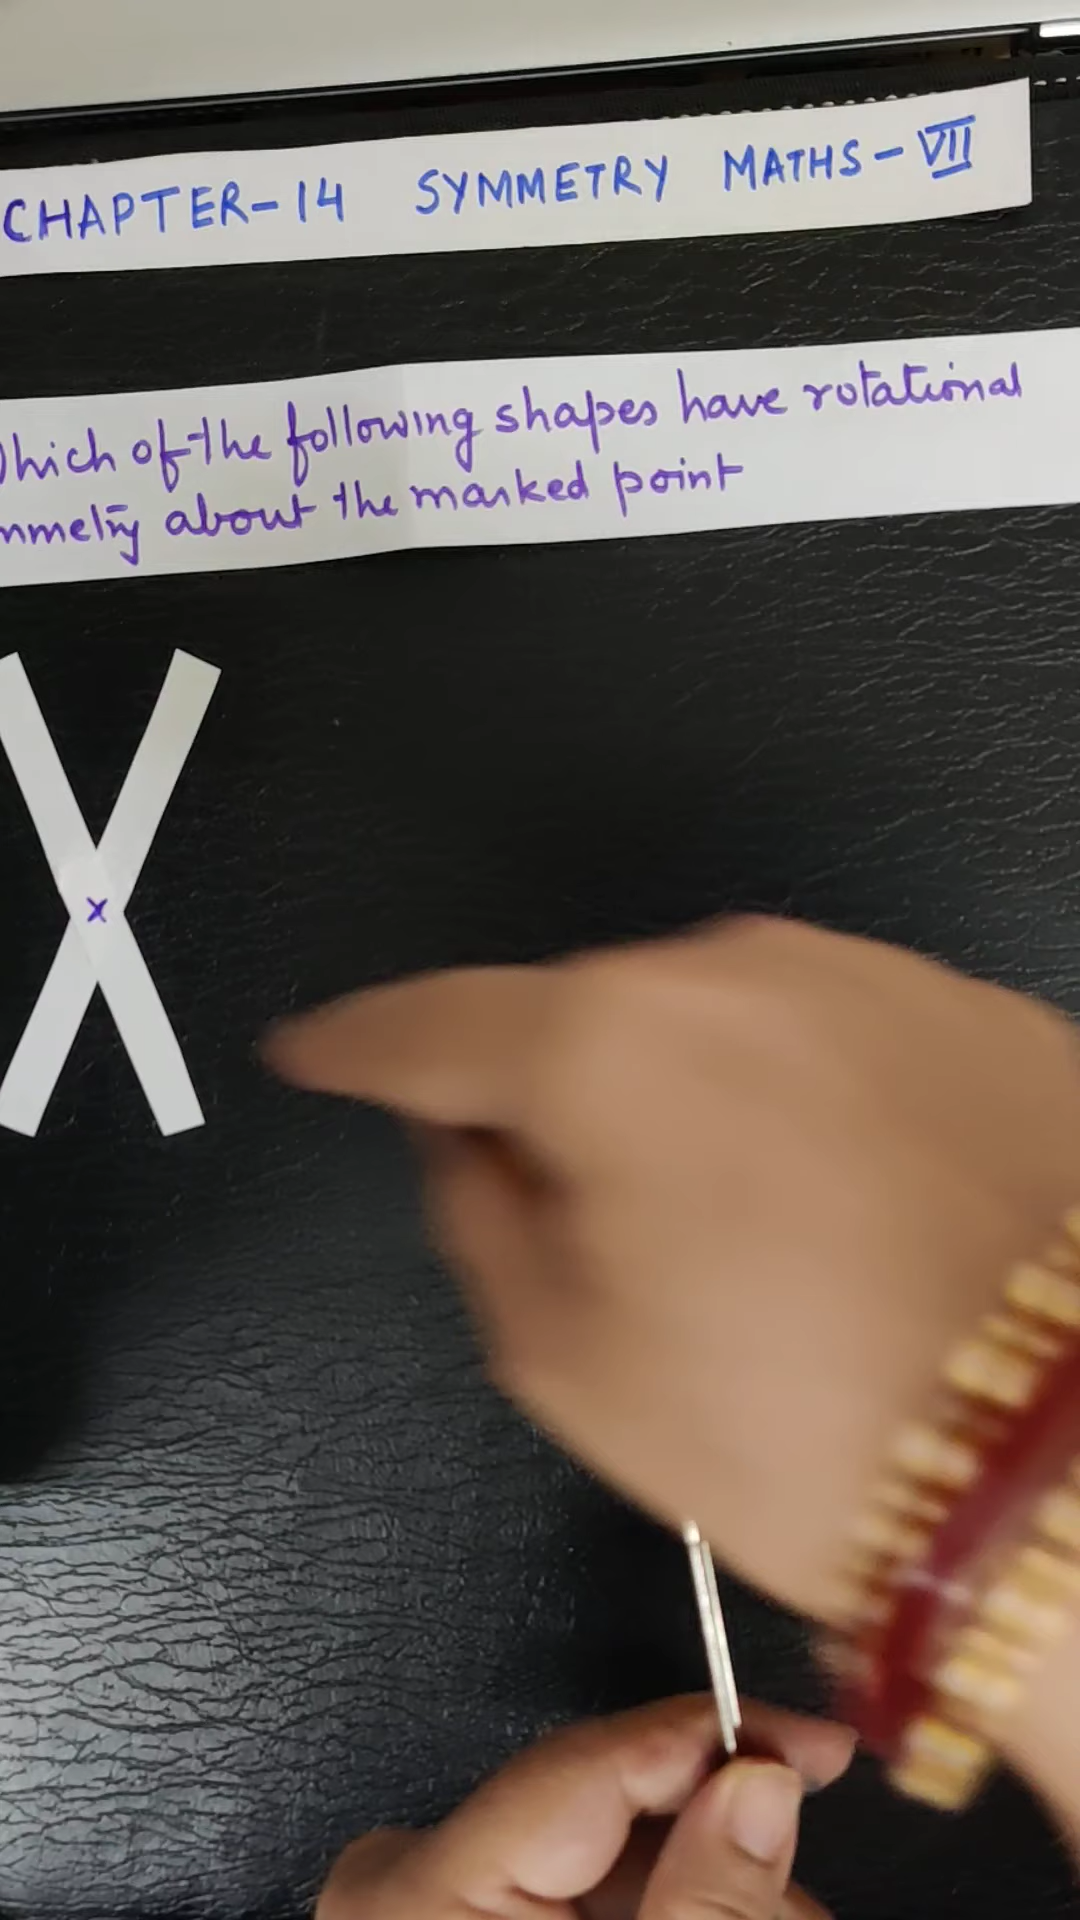 CHAPTER-14 SYMMETRY MATHS-VII
hich of the following shapes have rotational
mmetry about the marked point
x